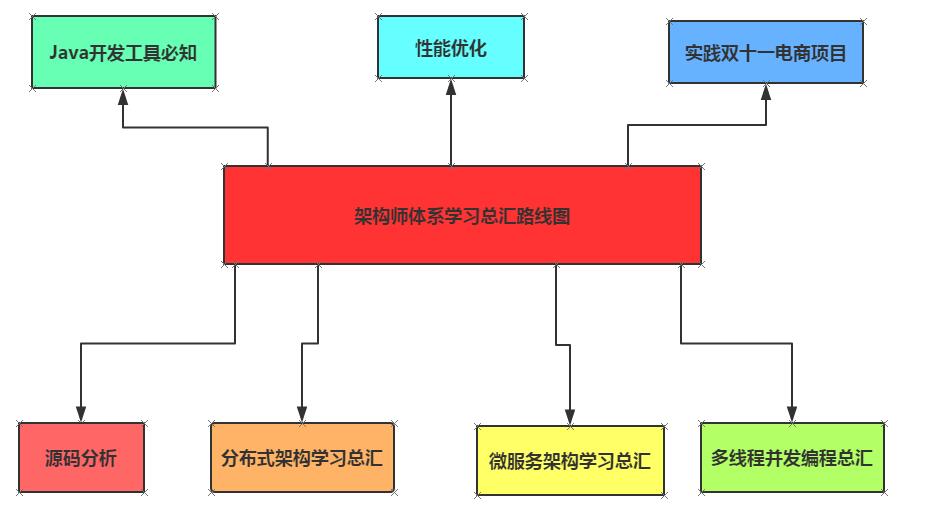 Java开发工具必知
性能优化
实践双十一电商项目
架构师体系学习总汇路线图
源码分析
分布式架构学习总汇
微服务架构学习总汇
多线程并发编程总汇